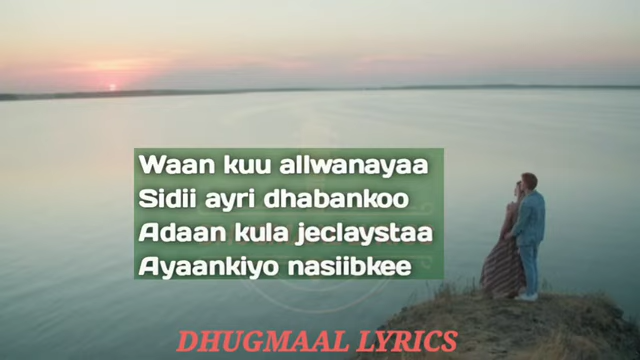 Waan kuu allwanayaa
Sidii ayri dhabankoo
Adaan kula jeclaystaa
Ayaankiyo nasiibkee
DHUGMAAL LYRICS